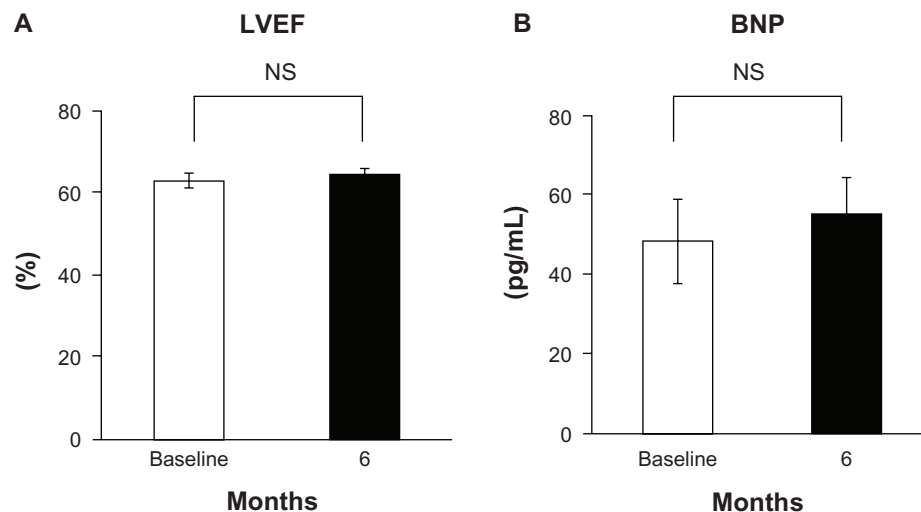 A
LVEF
NS
80
60
40
20
0
(%)
Baseline
6
Months
B
BNP
NS
80
60
40
20
0
(pg/mL)
Baseline
6
Months